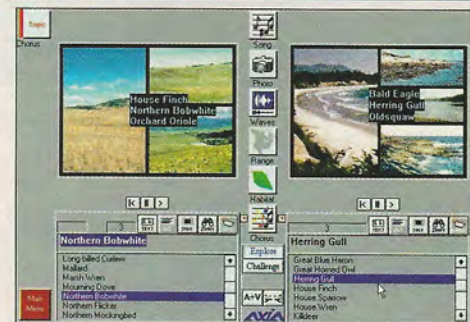 Topic
Chorus
House Finch
Northern Bobwhite
Orchard Oriole
Song
Photo
Waves
Range
Habitat
Chorus
Explore
Challenge
A+V
AXIA
Bald Eagle
Herring Gull
Oldsquaw
3
TEXT
Northern Bobwhite
Long-billed Curlew
Mallard
Marsh Wren
Mourning Dove
Northern Bobwhite
Northern Flicker
Northern Mockingbird
Main
Menu
3
TEXT
Herring Gull
Great Blue Heron
Great Horned Owl
Herring Gull
House Finch
House Sparrow
House Wren
Killdeer